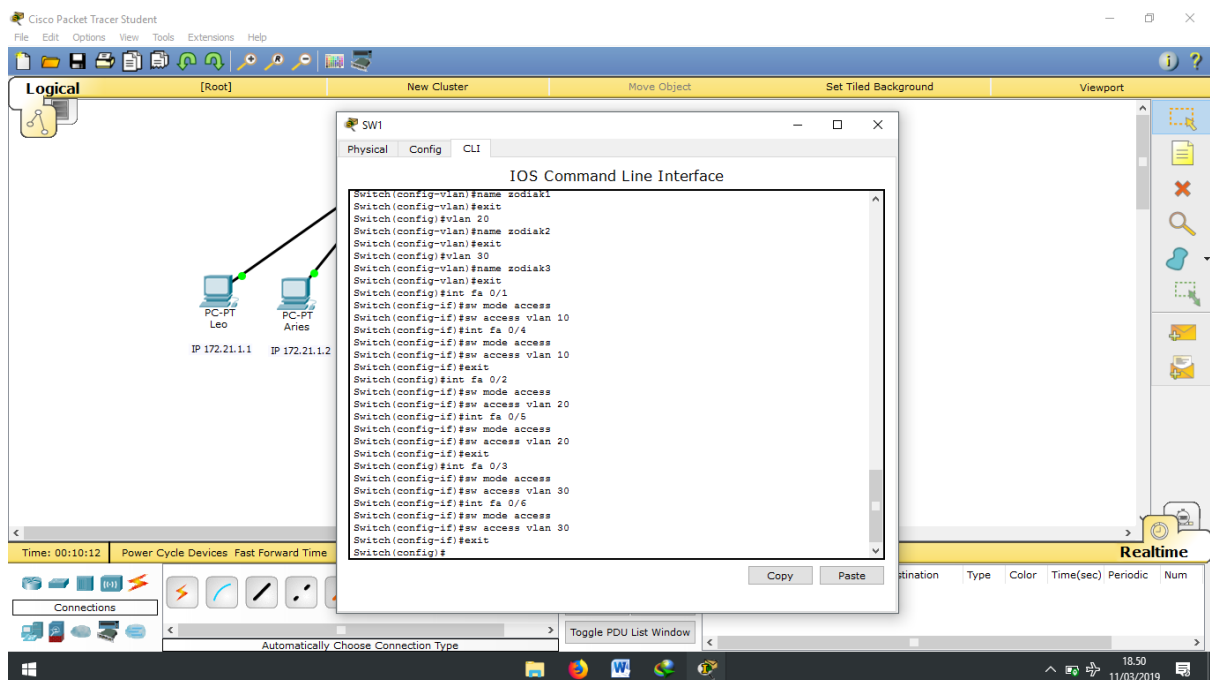 Cisco Packet Tracer Student
File Edit Options View Tools Extensions Help
Logical [Root] New Cluster Move Object Set Tiled Background Viewport
SW1
Physical Config CLI
IOS Command Line Interface
Switch(config-vlan)#name zodiak1
Switch(config-vlan)#exit
Switch(config)#vlan 20
Switch(config-vlan)#name zodiak2
Switch(config-vlan)#exit
Switch(config)#vlan 30
Switch(config-vlan)#name zodiak3
Switch(config-vlan)#exit
Switch(config)#int fa 0/1
Switch(config-if)#sw mode access
Switch(config-if)#sw access vlan 10
Switch(config-if)#int fa 0/4
Switch(config-if)#sw mode access
Switch(config-if)#sw access vlan 10
Switch(config-if)#exit
Switch(config)#int fa 0/2
Switch(config-if)#sw mode access
Switch(config-if)#sw access vlan 20
Switch(config-if)#int fa 0/5
Switch(config-if)#sw mode access
Switch(config-if)#sw access vlan 20
Switch(config-if)#exit
Switch(config)#int fa 0/3
Switch(config-if)#sw mode access
Switch(config-if)#sw access vlan 30
Switch(config-if)#int fa 0/6
Switch(config-if)#sw mode access
Switch(config-if)#sw access vlan 30
Switch(config-if)#exit
Switch(config)#
Copy Paste
PC-PT PC-PT
Leo Aries
IP 172.21.1.1 IP 172.21.1.2
Time: 00:10:12 Power Cycle Devices Fast Forward Time Realtime
Connections
Automatically Choose Connection Type
Toggle PDU List Window
Type Color Time(sec) Periodic Num
18.50
11/03/2019